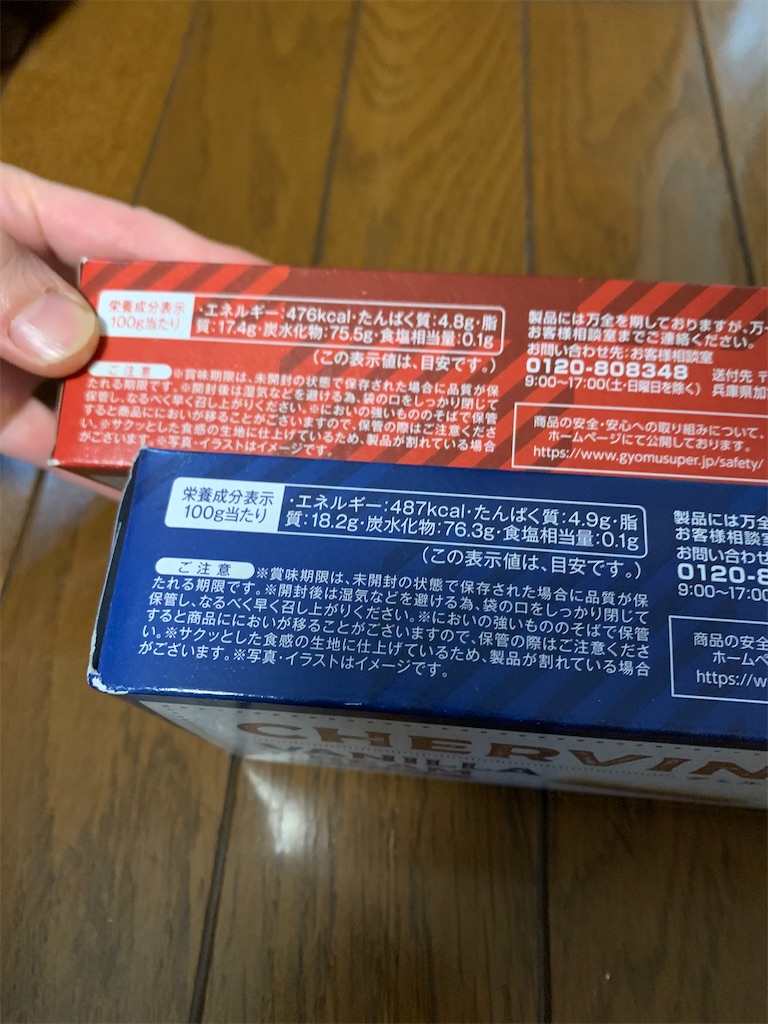 栄養成分表示
100g当たり
・エネルギー:476kcal・たんぱく質:4.8g・脂
質:17.4g・炭水化物:75.5g・食塩相当量:0.1g
(この表示値は、目安です。)
ご注意 ※賞味期限は、未開封の状態で保存された場合に品質が保
たれる期限です。※開封後は湿気などを避ける為、袋の口をしっかり閉じて
保管し、なるべく早く召し上がりください。※においの強いもののそばで保管
すると商品ににおいが移ることがございますので、保管の際はご注意くださ
い。※サクッとした食感の生地に仕上げているため、製品が割れている場合
がございます。※写真・イラストはイメージです。
製品には万全を期しておりますが、万一
お客様相談室までご連絡ください。
お問い合わせ先:お客様相談室
0120-808348 送付先 〒
9:00〜17:00(土・日曜日を除く) 兵庫県加
商品の安全・安心への取り組みについて、
ホームページにて公開しております。
https://www.gyomusuper.jp/safety/
栄養成分表示
100g当たり
・エネルギー:487kcal・たんぱく質:4.9g・脂
質:18.2g・炭水化物:76.3g・食塩相当量:0.1g
(この表示値は、目安です。)
ご注意 ※賞味期限は、未開封の状態で保存された場合に品質が保
たれる期限です。※開封後は湿気などを避ける為、袋の口をしっかり閉じて
保管し、なるべく早く召し上がりください。※においの強いもののそばで保管
すると商品ににおいが移ることがございますので、保管の際はご注意くださ
い。※サクッとした食感の生地に仕上げているため、製品が割れている場合
がございます。※写真・イラストはイメージです。
製品には万全
お客様相談室
お問い合わせ
0120-8
9:00〜17:00
商品の安全
ホームペ
https://w
CHERVIN
VANILLA